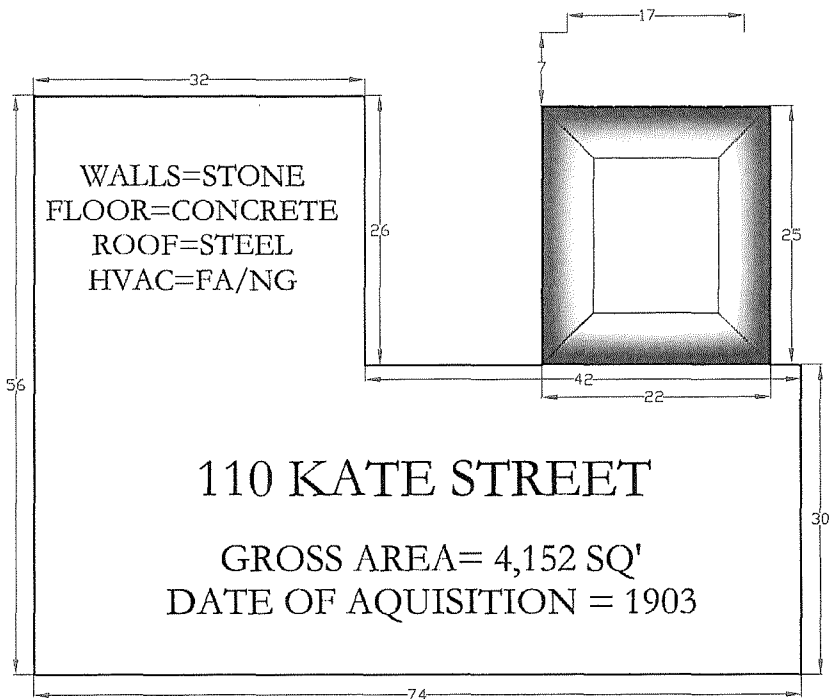 17
7
32
WALLS=STONE
FLOOR=CONCRETE
ROOF=STEEL
HVAC=FA/NG
26
25
56
42
22
110 KATE STREET
30
GROSS AREA= 4,152 SQ'
DATE OF AQUISITION = 1903
74